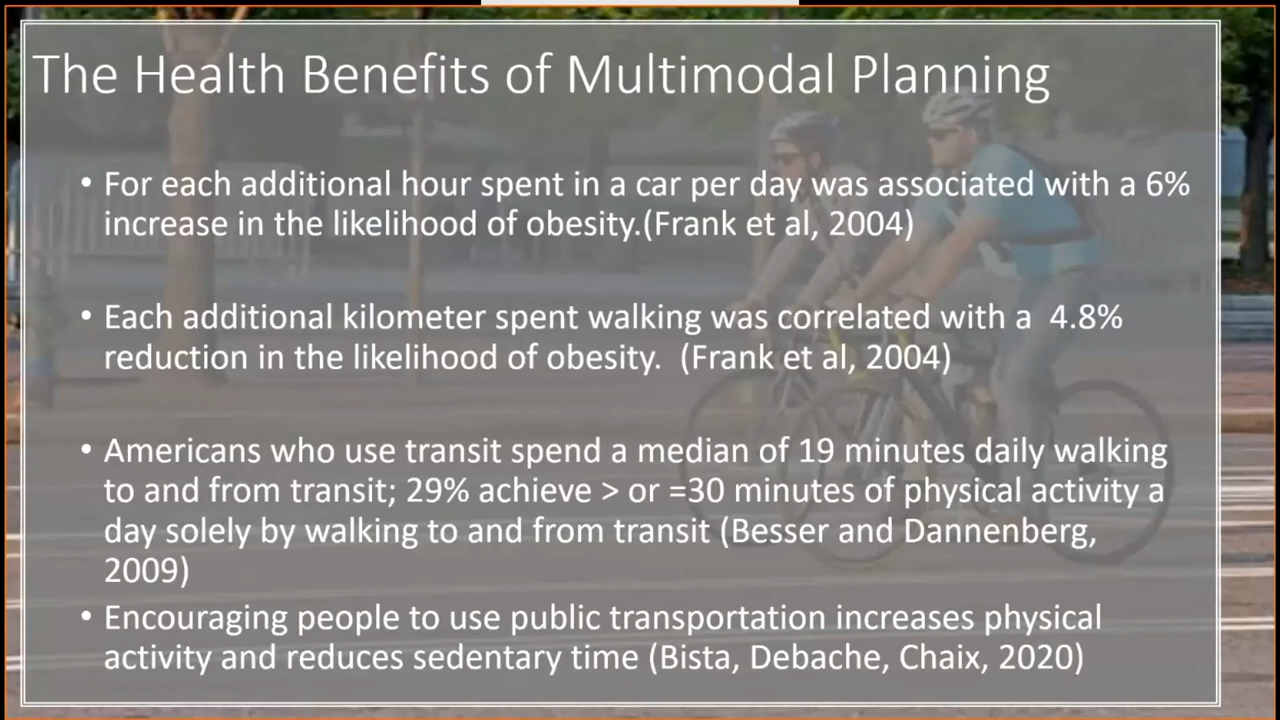 The Health Benefits of Multimodal Planning
• For each additional hour spent in a car per day was associated with a 6%
increase in the likelihood of obesity.(Frank et al, 2004)
• Each additional kilometer spent walking was correlated with a  4.8%
reduction in the likelihood of obesity.  (Frank et al, 2004)
• Americans who use transit spend a median of 19 minutes daily walking
to and from transit; 29% achieve > or =30 minutes of physical activity a
day solely by walking to and from transit (Besser and Dannenberg,
2009)
• Encouraging people to use public transportation increases physical
activity and reduces sedentary time (Bista, Debache, Chaix, 2020)